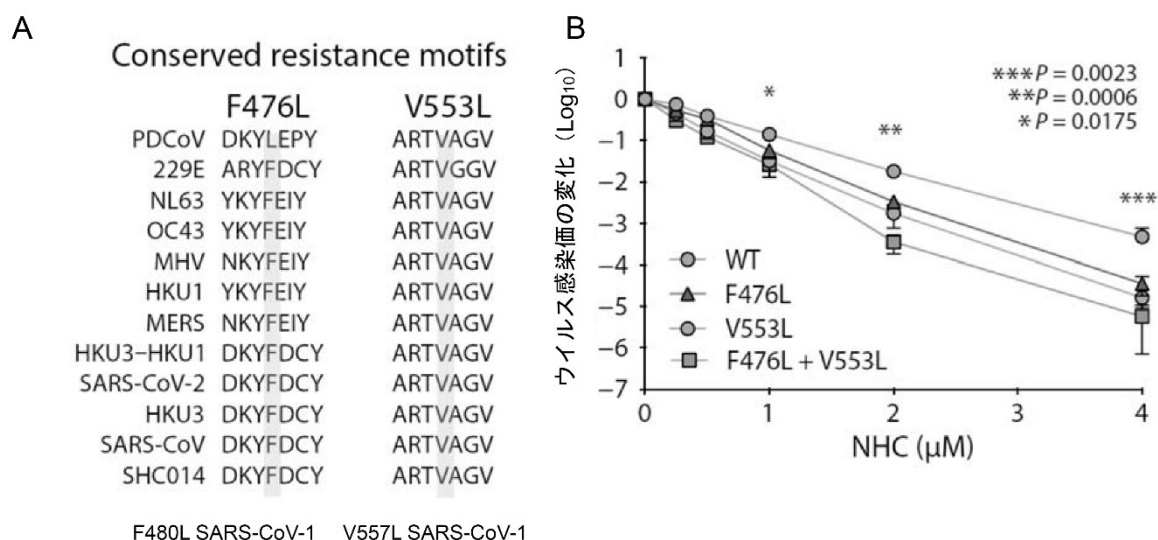 A
Conserved resistance motifs
F476L V553L
PDCoV DKYLEPY ARTVAGV
229E ARYFDCY ARTVGGV
NL63 YKYFEIY ARTVAGV
OC43 YKYFEIY ARTVAGV
MHV NKYFEIY ARTVAGV
HKU1 YKYFEIY ARTVAGV
MERS NKYFEIY ARTVAGV
HKU3−HKU1 DKYFDCY ARTVAGV
SARS-CoV-2 DKYFDCY ARTVAGV
HKU3 DKYFDCY ARTVAGV
SARS-CoV DKYFDCY ARTVAGV
SHC014 DKYFDCY ARTVAGV
F480L SARS-CoV-1 V557L SARS-CoV-1
B
ウイルス感染価の変化（Log₁₀）
1
0
−1
−2
−3
−4
−5
−6
−7
***P = 0.0023
**P = 0.0006
*P = 0.0175
*
**
***
WT
F476L
V553L
F476L + V553L
0 1 2 3 4
NHC (μM)